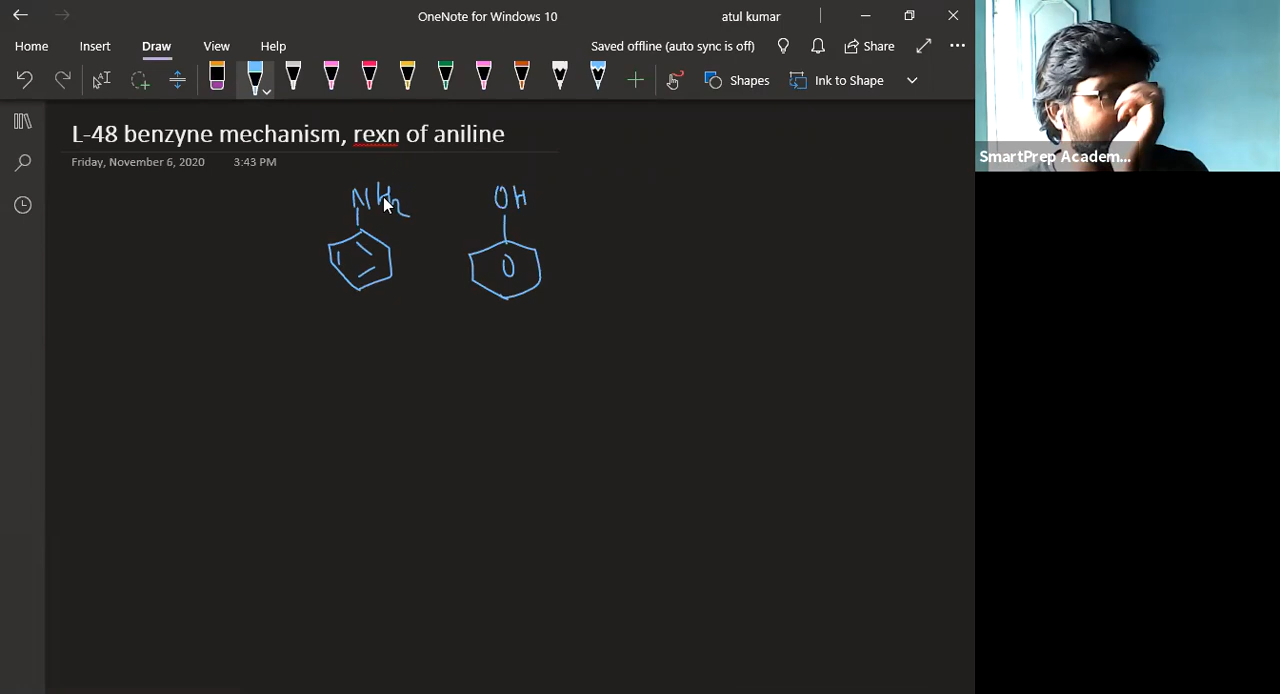 OneNote for Windows 10
atul kumar
Home Insert Draw View Help
Saved offline (auto sync is off)
Share
Shapes
Ink to Shape
SmartPrep Academ...
L-48 benzyne mechanism, rexn of aniline
Friday, November 6, 2020 3:43 PM
NH2 OH